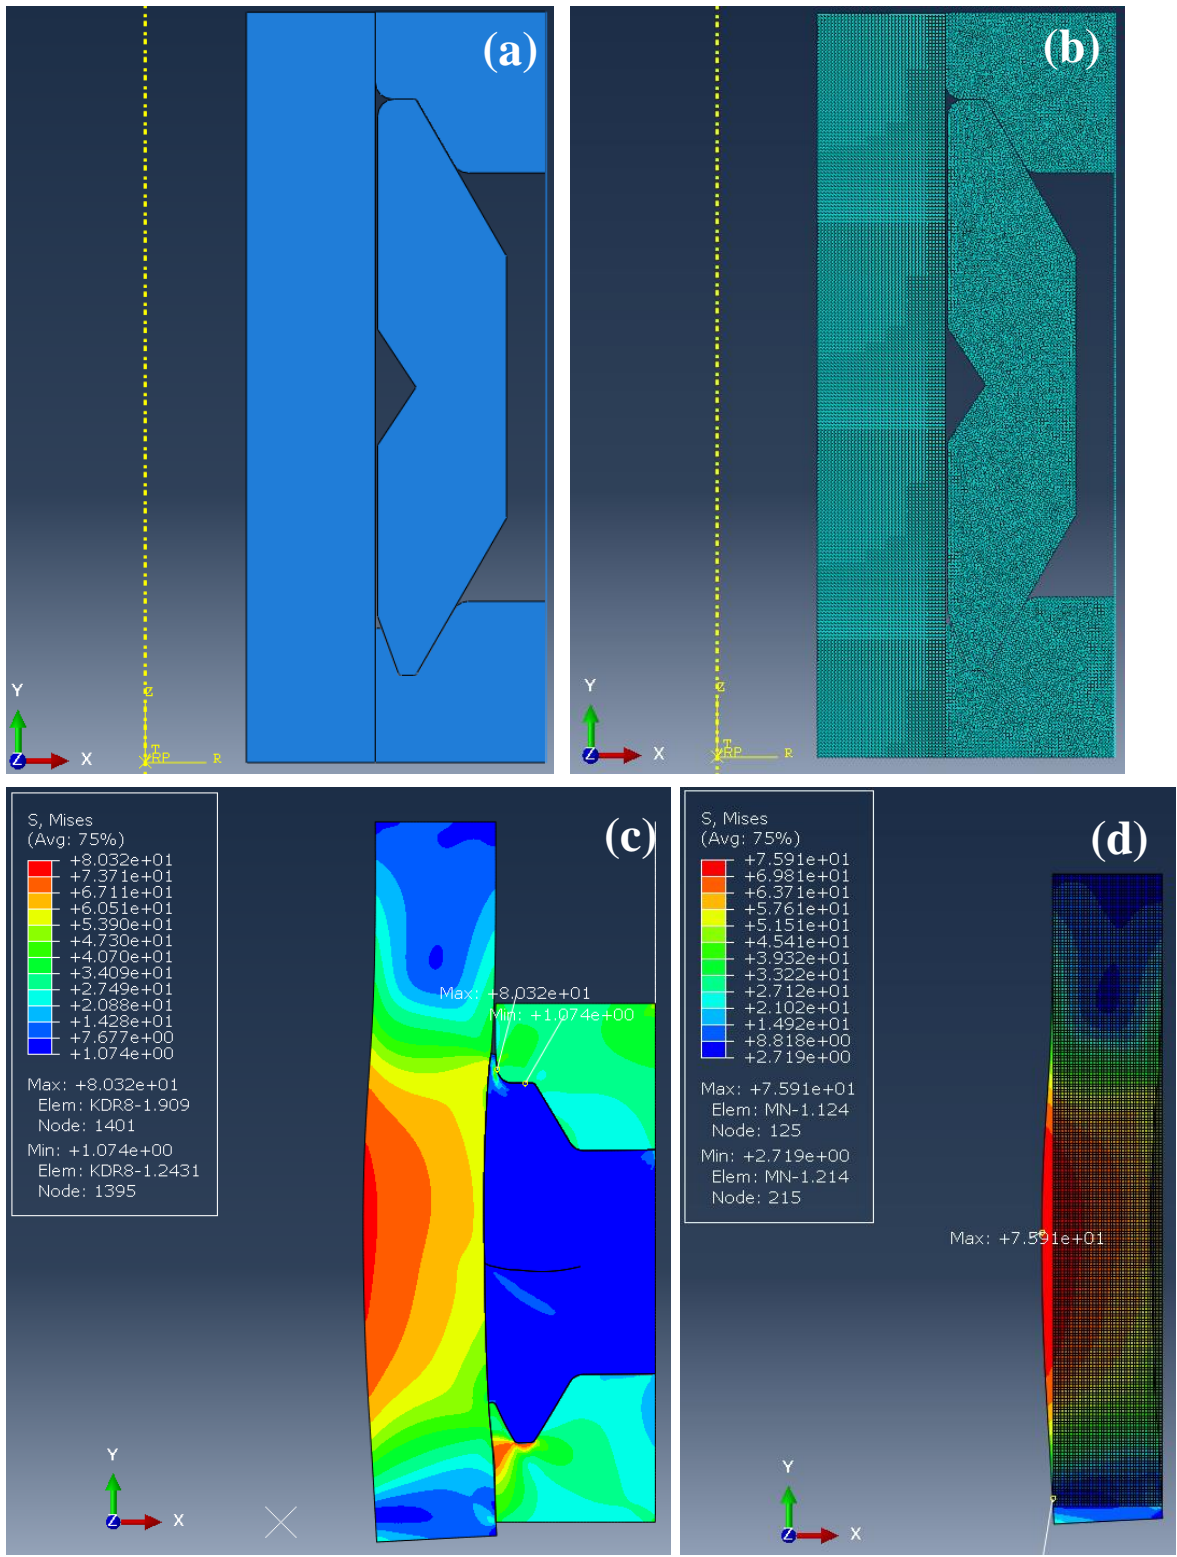 (a)
Y
Z
T
RP
R
Z
X
(b)
Y
Z
T
RP
R
Z
X
(c)
S, Mises
(Avg: 75%)
+8.032e+01
+7.371e+01
+6.711e+01
+6.051e+01
+5.390e+01
+4.730e+01
+4.070e+01
+3.409e+01
+2.749e+01
+2.088e+01
+1.428e+01
+7.677e+00
+1.074e+00
Max: +8.032e+01
Elem: KDR8-1.909
Node: 1401
Min: +1.074e+00
Elem: KDR8-1.2431
Node: 1395
Max: +8.032e+01
Min: +1.074e+00
Y
Z
X
(d)
S, Mises
(Avg: 75%)
+7.591e+01
+6.981e+01
+6.371e+01
+5.761e+01
+5.151e+01
+4.541e+01
+3.932e+01
+3.322e+01
+2.712e+01
+2.102e+01
+1.492e+01
+8.818e+00
+2.719e+00
Max: +7.591e+01
Elem: MN-1.124
Node: 125
Min: +2.719e+00
Elem: MN-1.214
Node: 215
Max: +7.591e+01
Y
Z
X